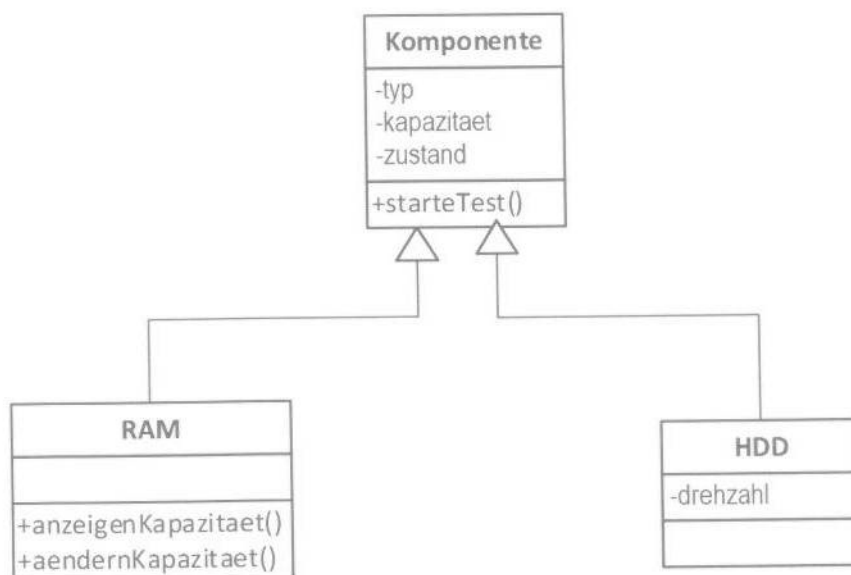 Komponente
-typ
-kapazitaet
-zustand
+starteTest()
RAM
+anzeigenKapazitaet()
+aendernKapazitaet()
HDD
-drehzahl